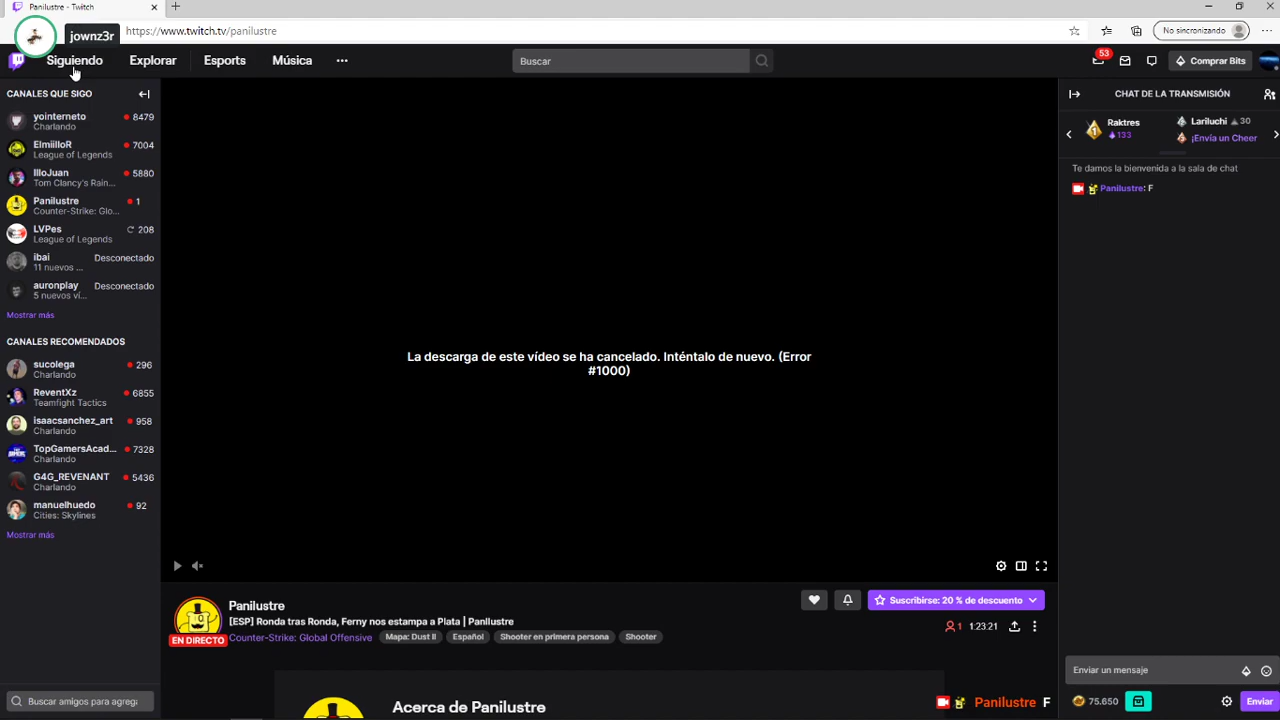 Panilustre - Twitch
jownz3r
https://www.twitch.tv/panilustre
No sincronizando
Siguiendo
Explorar
Esports
Música
Buscar
53
Comprar Bits
CANALES QUE SIGO
yointerneto 8479
Charlando
ElmiilloR 7004
League of Legends
IlloJuan 5880
Tom Clancy's Rain...
Panilustre 1
Counter-Strike: Glo...
LVPes 208
League of Legends
ibai Desconectado
11 nuevos ...
auronplay Desconectado
5 nuevos ví...
Mostrar más
CANALES RECOMENDADOS
sucolega 296
Charlando
ReventXz 6855
Teamfight Tactics
isaacsanchez_art 958
Charlando
TopGamersAcad... 7328
Charlando
G4G_REVENANT 5436
Charlando
manuelhuedo 92
Cities: Skylines
Mostrar más
Buscar amigos para agrega
La descarga de este vídeo se ha cancelado. Inténtalo de nuevo. (Error
#1000)
Panilustre
[ESP] Ronda tras Ronda, Ferny nos estampa a Plata | Panilustre
EN DIRECTO
Counter-Strike: Global Offensive Mapa: Dust II Español Shooter en primera persona Shooter
Suscribirse: 20 % de descuento
1 1:23:21
Acerca de Panilustre
Panilustre F
CHAT DE LA TRANSMISIÓN
1 Raktres
133
Lariluchi 30
¡Envía un Cheer
Te damos la bienvenida a la sala de chat
Panilustre: F
Enviar un mensaje
75.650
Enviar